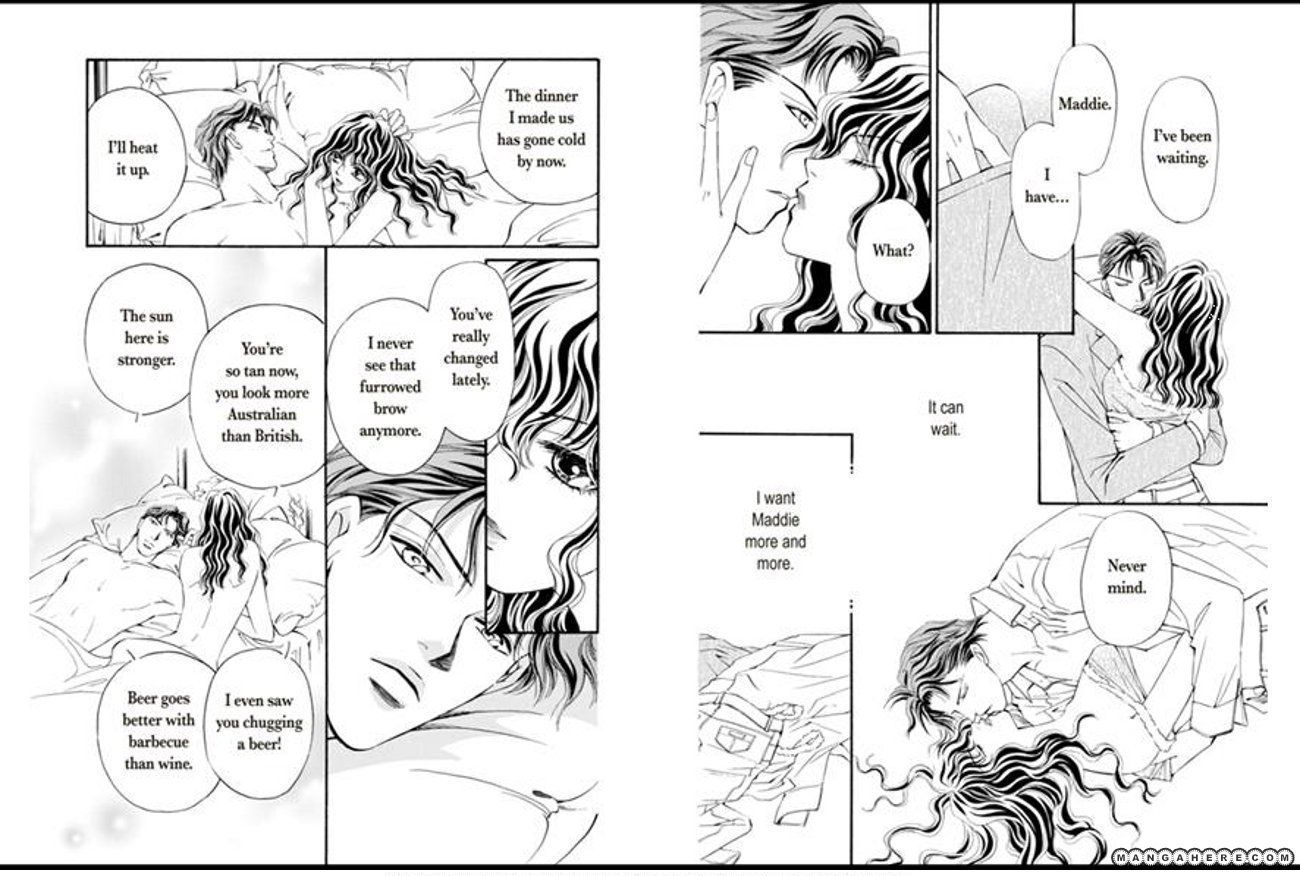 I've been
waiting.
Maddie.
I
have...
What?
It can
wait.
Never
mind.
I want
Maddie
more and
more.
The dinner
I made us
has gone cold
by now.
I'll heat
it up.
You've
really
changed
lately.
I never
see that
furrowed
brow
anymore.
You're
so tan now,
you look more
Australian
than British.
The sun
here is
stronger.
I even saw
you chugging
a beer!
Beer goes
better with
barbecue
than wine.
MANGAHERE.COM